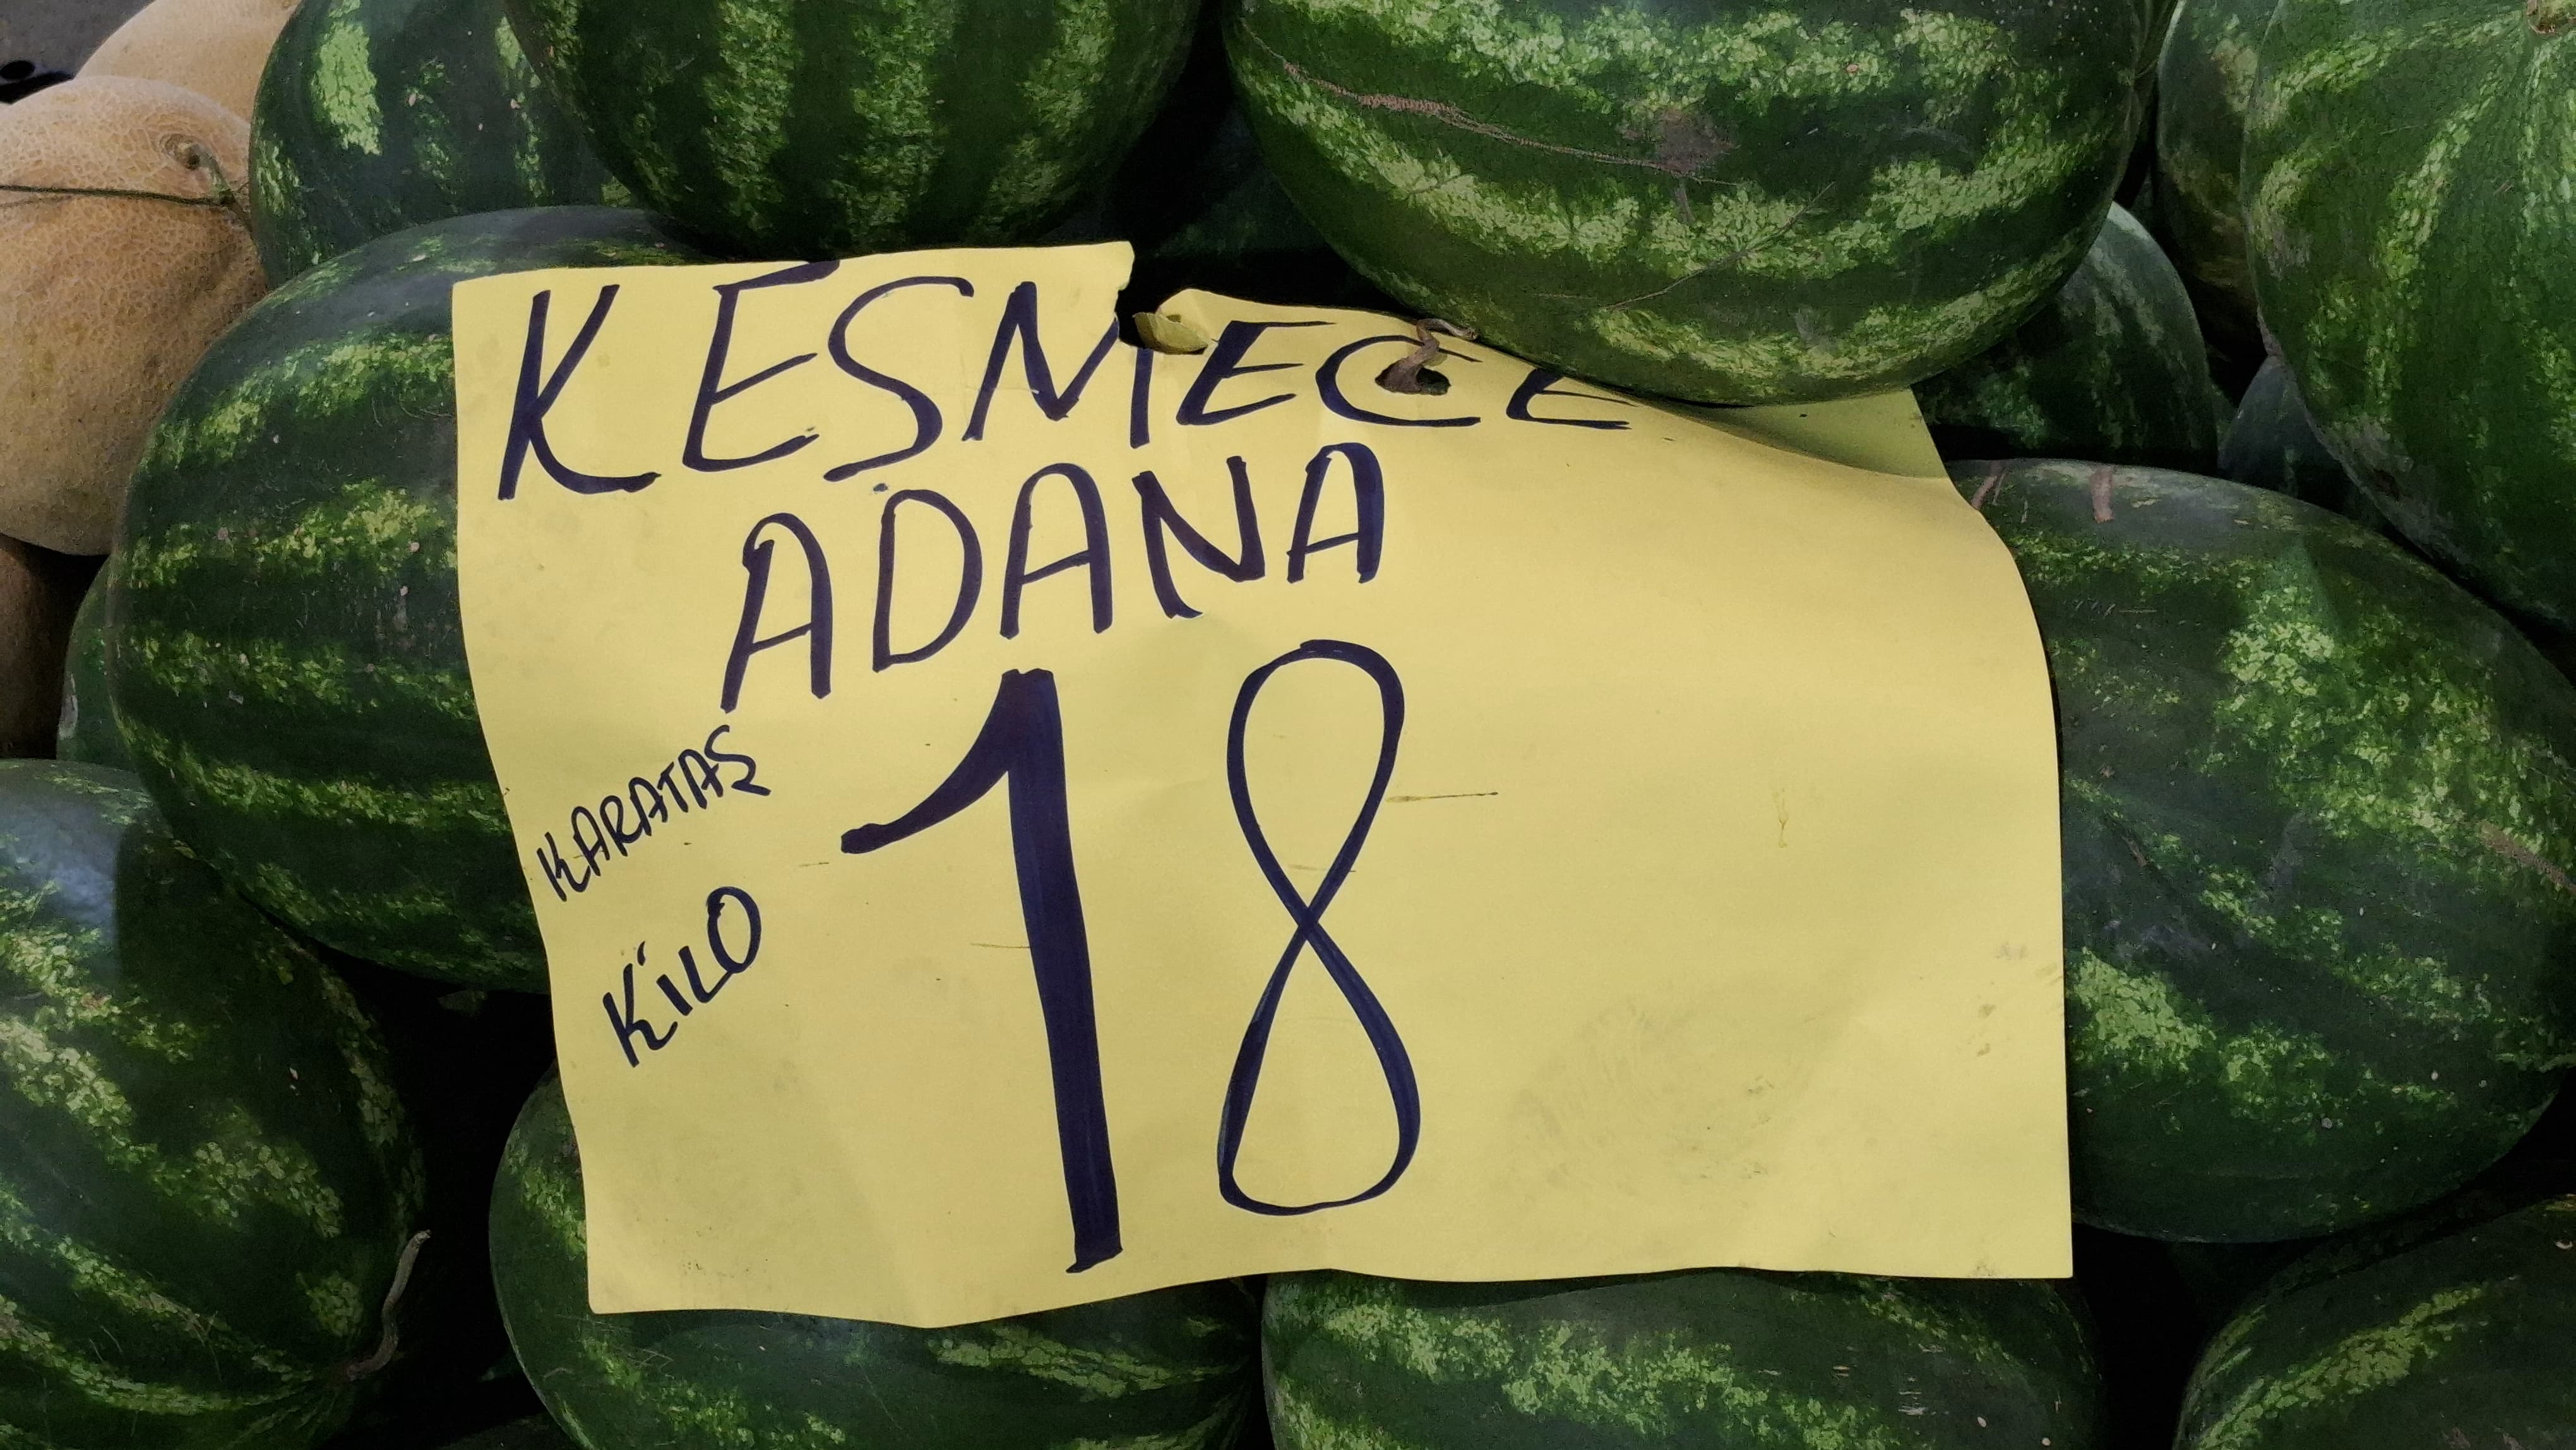 KESMECE
ADANA
KARATAŞ
KİLO
18